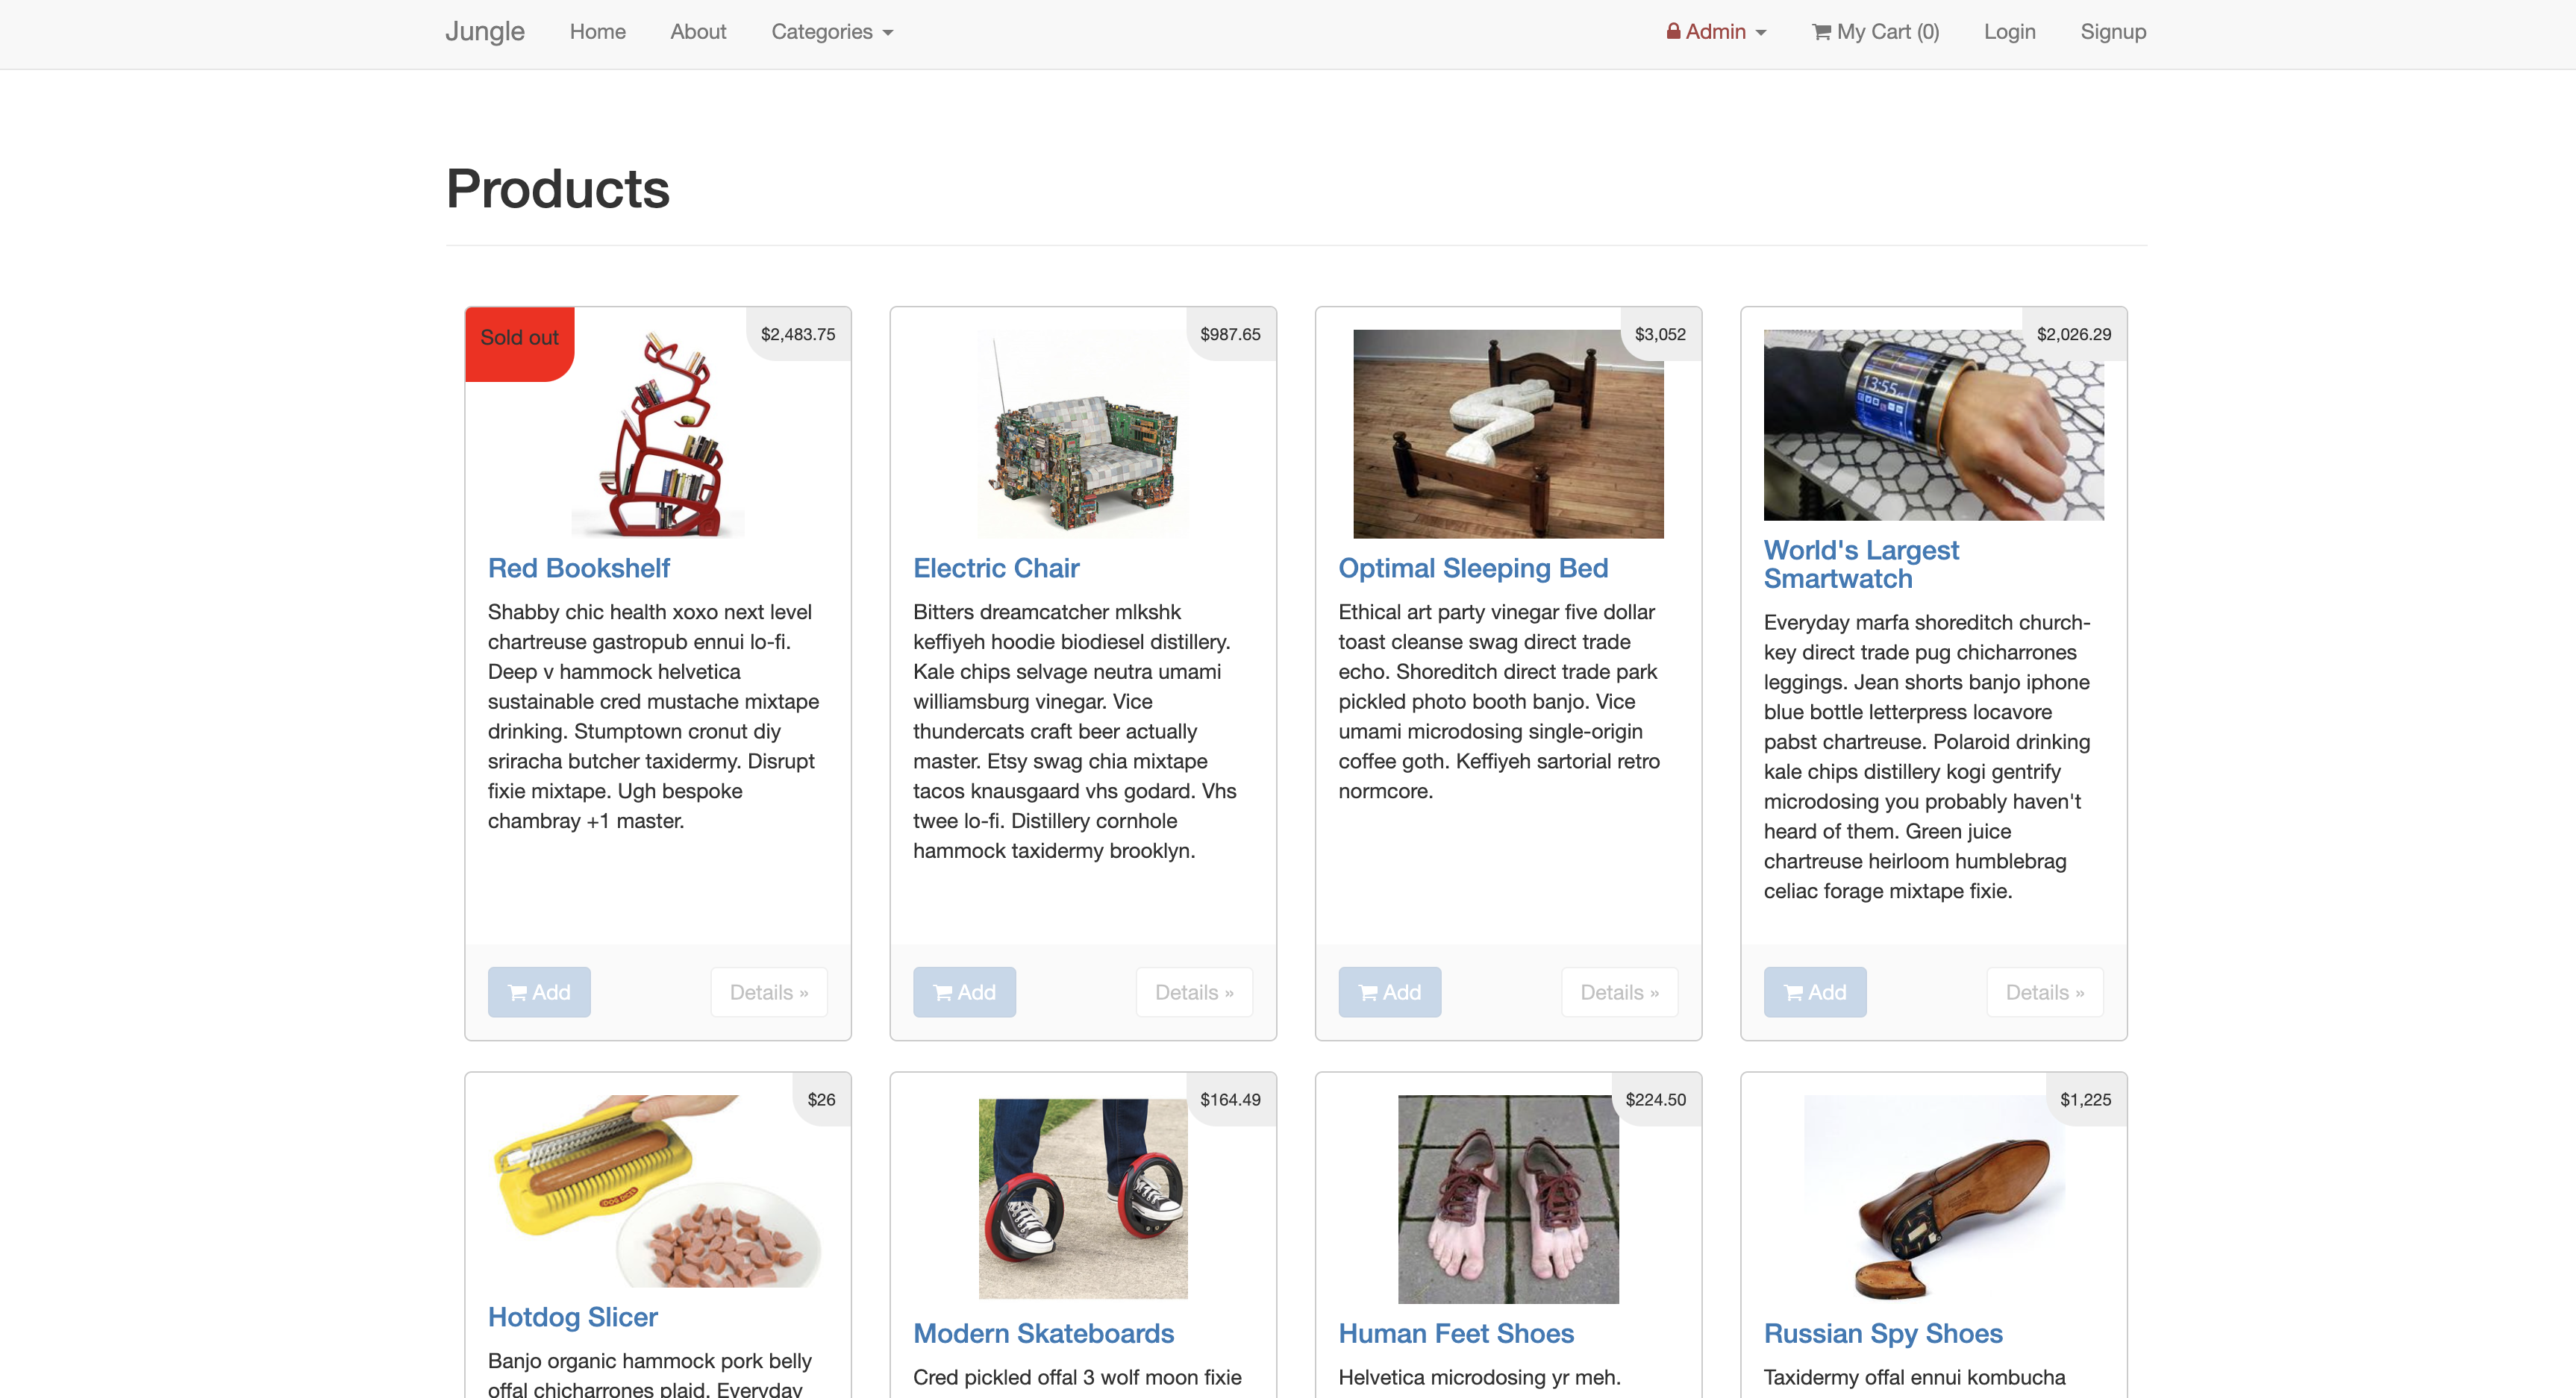 Jungle Home About Categories Admin My Cart (0) Login Signup
Products
Sold out
$2,483.75
Red Bookshelf
Shabby chic health xoxo next level
chartreuse gastropub ennui lo-fi.
Deep v hammock helvetica
sustainable cred mustache mixtape
drinking. Stumptown cronut diy
sriracha butcher taxidermy. Disrupt
fixie mixtape. Ugh bespoke
chambray +1 master.
Add Details »
$987.65
Electric Chair
Bitters dreamcatcher mlkshk
keffiyeh hoodie biodiesel distillery.
Kale chips selvage neutra umami
williamsburg vinegar. Vice
thundercats craft beer actually
master. Etsy swag chia mixtape
tacos knausgaard vhs godard. Vhs
twee lo-fi. Distillery cornhole
hammock taxidermy brooklyn.
Add Details »
$3,052
Optimal Sleeping Bed
Ethical art party vinegar five dollar
toast cleanse swag direct trade
echo. Shoreditch direct trade park
pickled photo booth banjo. Vice
umami microdosing single-origin
coffee goth. Keffiyeh sartorial retro
normcore.
Add Details »
$2,026.29
13:55
World's Largest
Smartwatch
Everyday marfa shoreditch church-
key direct trade pug chicharrones
leggings. Jean shorts banjo iphone
blue bottle letterpress locavore
pabst chartreuse. Polaroid drinking
kale chips distillery kogi gentrify
microdosing you probably haven't
heard of them. Green juice
chartreuse heirloom humblebrag
celiac forage mixtape fixie.
Add Details »
$26
Hotdog Slicer
Banjo organic hammock pork belly
offal chicharrones plaid. Everyday
$164.49
Modern Skateboards
Cred pickled offal 3 wolf moon fixie
$224.50
Human Feet Shoes
Helvetica microdosing yr meh.
$1,225
Russian Spy Shoes
Taxidermy offal ennui kombucha